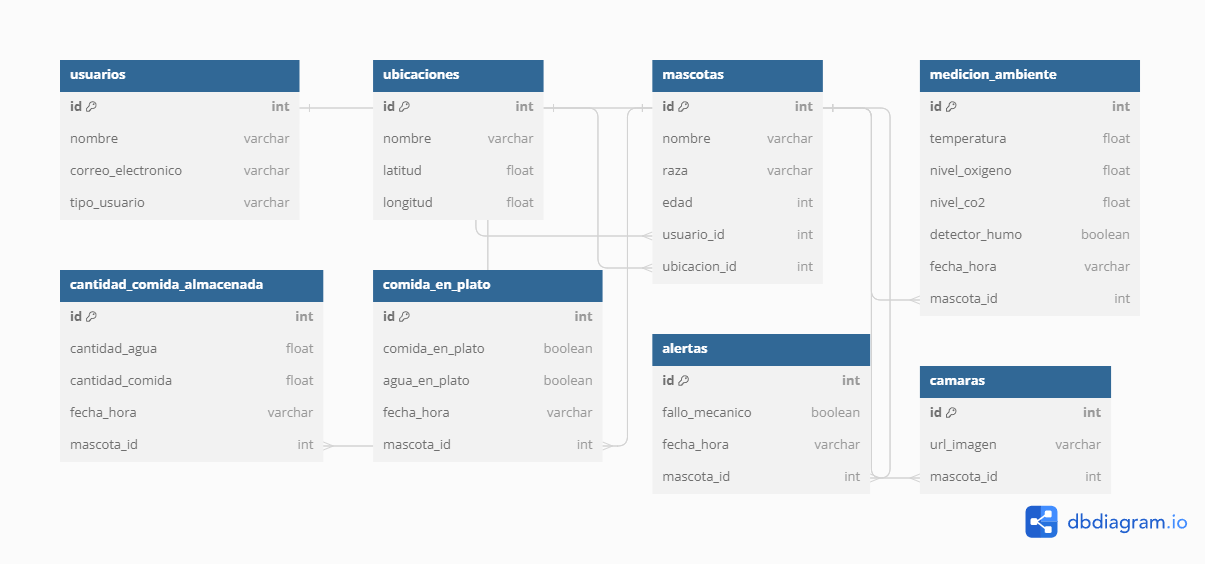 usuarios
id int
nombre varchar
correo_electronico varchar
tipo_usuario varchar
ubicaciones
id int
nombre varchar
latitud float
longitud float
mascotas
id int
nombre varchar
raza varchar
edad int
usuario_id int
ubicacion_id int
medicion_ambiente
id int
temperatura float
nivel_oxigeno float
nivel_co2 float
detector_humo boolean
fecha_hora varchar
mascota_id int
cantidad_comida_almacenada
id int
cantidad_agua float
cantidad_comida float
fecha_hora varchar
mascota_id int
comida_en_plato
id int
comida_en_plato boolean
agua_en_plato boolean
fecha_hora varchar
mascota_id int
alertas
id int
fallo_mecanico boolean
fecha_hora varchar
mascota_id int
camaras
id int
url_imagen varchar
mascota_id int
dbdiagram.io